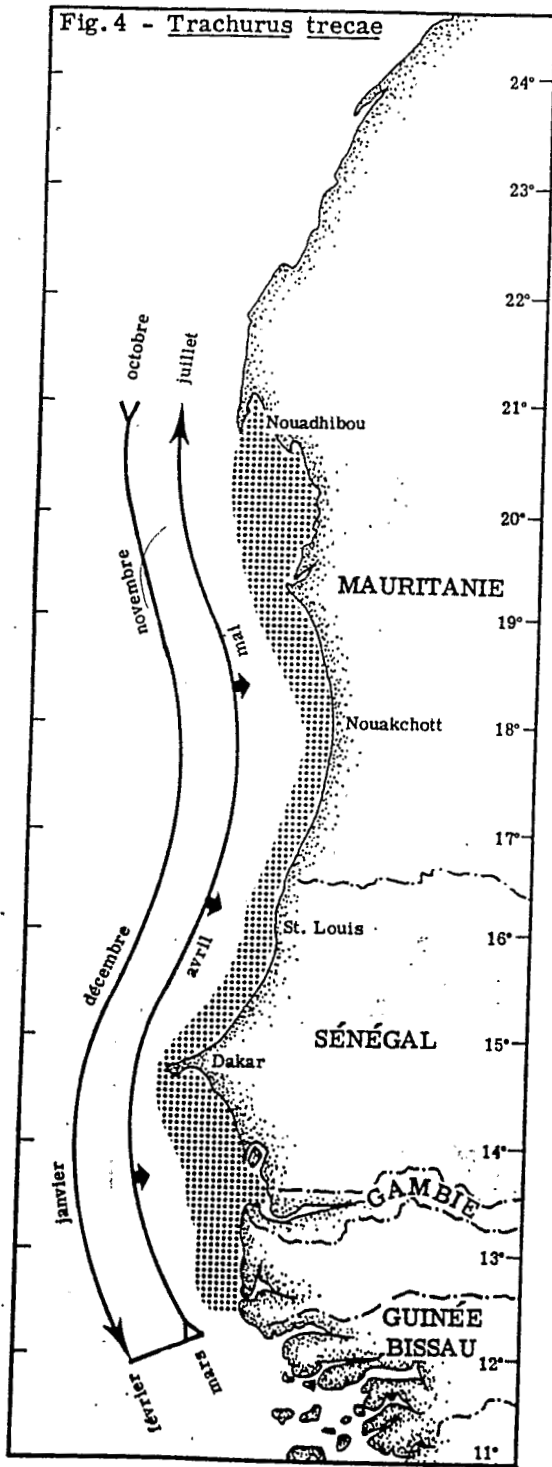 Fig. 4 - Trachurus trecae
24°
23°
22°
octobre
juillet
21°
Nouadhibou
20°
novembre
MAURITANIE
19°
mai
Nouakchott
18°
17°
St. Louis
16°
avril
décembre
SÉNÉGAL
15°
Dakar
14°
janvier
GAMBIE
13°
GUINÉE
BISSAU
12°
mars
février
11°